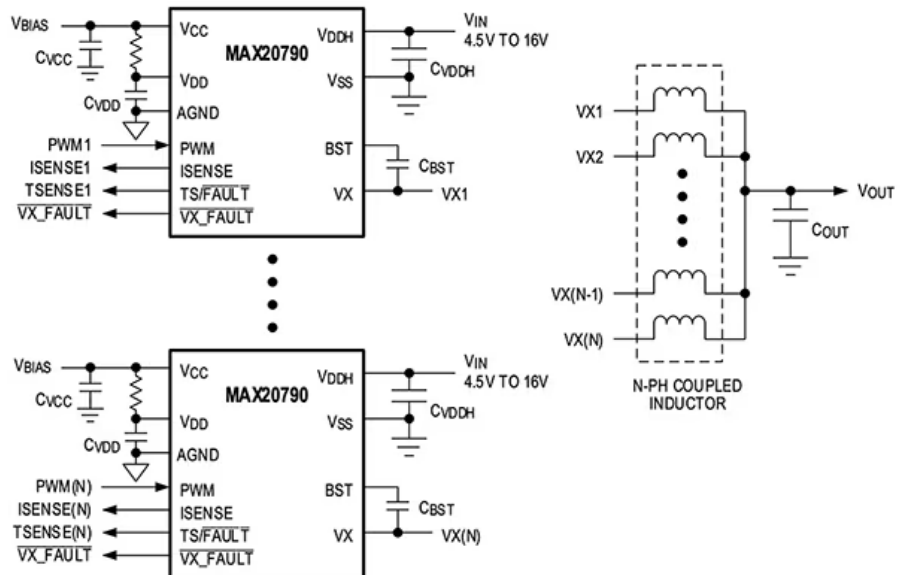 VBIAS
CVCC
VCC
MAX20790
VDDH
VIN
4.5V TO 16V
CVDDH
VDD
VSS
CVDD
AGND
PWM1
PWM
BST
CBST
ISENSE1
ISENSE
TSENSE1
TS/FAULT
VX
VX1
VX_FAULT
VX_FAULT
VBIAS
CVCC
VCC
MAX20790
VDDH
VIN
4.5V TO 16V
CVDDH
VDD
VSS
CVDD
AGND
PWM(N)
PWM
BST
CBST
ISENSE(N)
ISENSE
TSENSE(N)
TS/FAULT
VX
VX(N)
VX_FAULT
VX_FAULT
VX1
VX2
VOUT
COUT
VX(N-1)
VX(N)
N-PH COUPLED
INDUCTOR